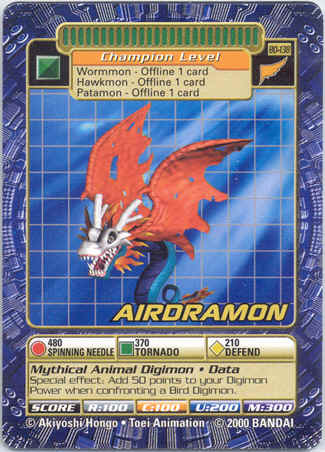 Champion Level
BO-138
Wormmon - Offline 1 card
Hawkmon - Offline 1 card
Patamon - Offline 1 card
AIRDRAMON
480 SPINNING NEEDLE
370 TORNADO
210 DEFEND
Mythical Animal Digimon • Data
Special effect: Add 50 points to your Digimon
Power when confronting a Bird Digimon.
SCORE R:100 C:100 U:200 M:300
© Akiyoshi Hongo • Toei Animation • © 2000 BANDAI